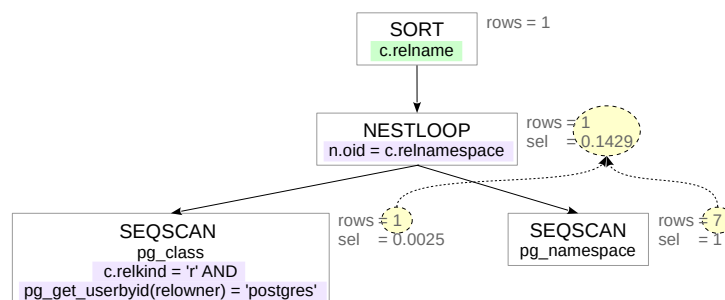 SORT
c.relname
rows = 1
NESTLOOP
n.oid = c.relnamespace
rows = 1
sel = 0.1429
SEQSCAN
pg_class
c.relkind = 'r' AND
pg_get_userbyid(relowner) = 'postgres'
rows = 1
sel = 0.0025
SEQSCAN
pg_namespace
rows = 7
sel = 1